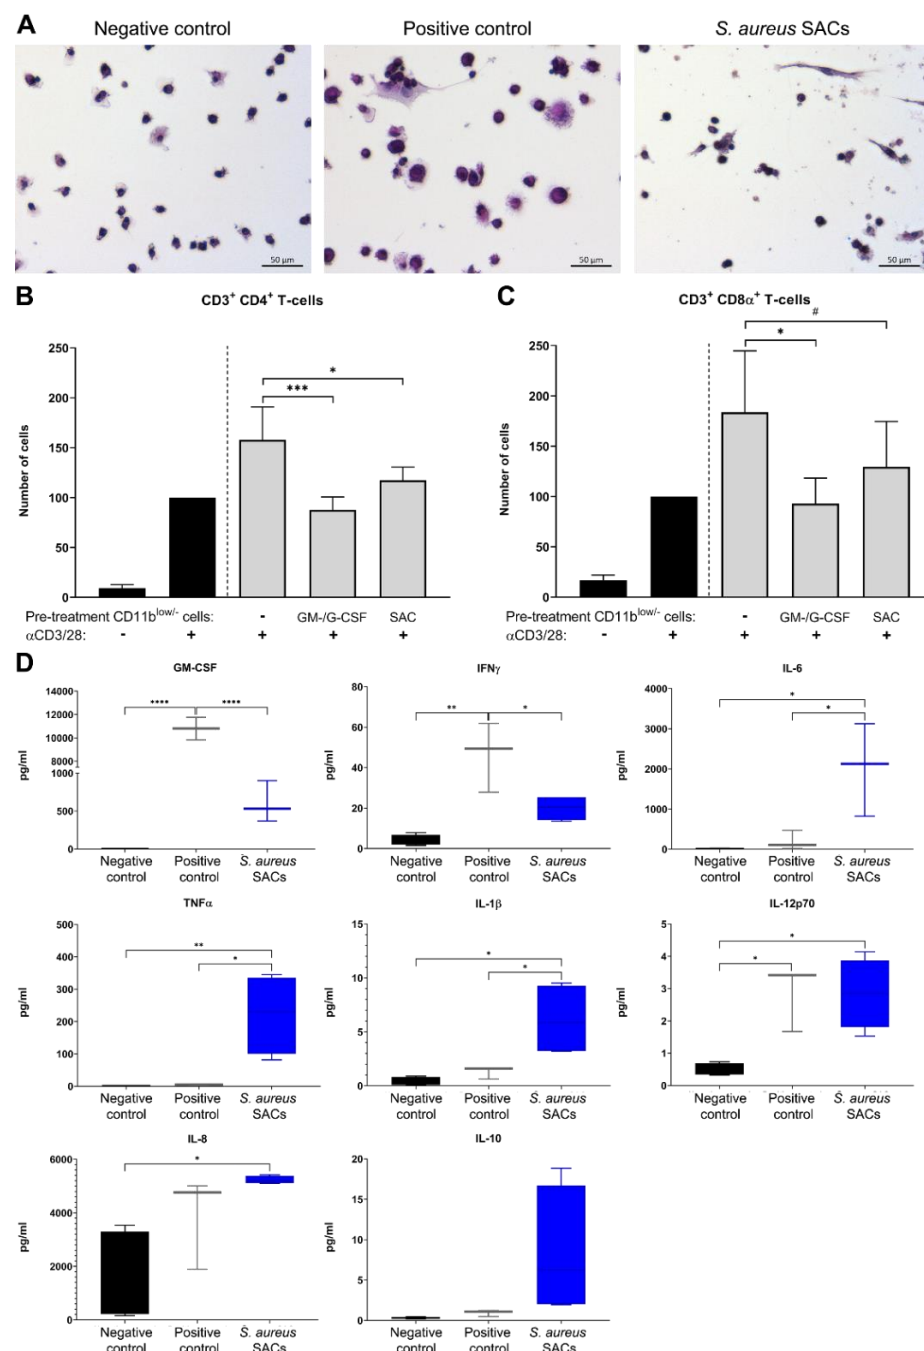 A
Negative control
Positive control
S. aureus SACs
50 µm
50 µm
50 µm
B
CD3⁺ CD4⁺ T-cells
Number of cells
250
200
150
100
50
0
***
*
Pre-treatment CD11b^low/- cells: - GM-/G-CSF SAC
αCD3/28: - + + + +
C
CD3⁺ CD8α⁺ T-cells
Number of cells
250
200
150
100
50
0
#
*
Pre-treatment CD11b^low/- cells: - GM-/G-CSF SAC
αCD3/28: - + + + +
D
GM-CSF
pg/ml
14000
12000
10000
8000
6000
1000
500
0
**** ****
Negative control
Positive control
S. aureus SACs
IFNγ
pg/ml
80
60
40
20
0
** *
Negative control
Positive control
S. aureus SACs
IL-6
pg/ml
4000
3000
2000
1000
0
*
*
Negative control
Positive control
S. aureus SACs
TNFα
pg/ml
500
400
300
200
100
0
**
*
Negative control
Positive control
S. aureus SACs
IL-1β
pg/ml
15
10
5
0
*
*
Negative control
Positive control
S. aureus SACs
IL-12p70
pg/ml
5
4
3
2
1
0
*
*
Negative control
Positive control
S. aureus SACs
IL-8
pg/ml
6000
4000
2000
0
*
Negative control
Positive control
S. aureus SACs
IL-10
pg/ml
20
15
10
5
0
Negative control
Positive control
S. aureus SACs